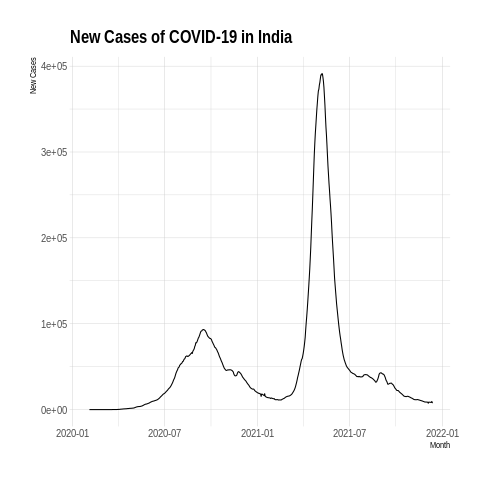 New Cases of COVID-19 in India
New Cases
4e+05
3e+05
2e+05
1e+05
0e+00
2020-01
2020-07
2021-01
2021-07
2022-01
Month